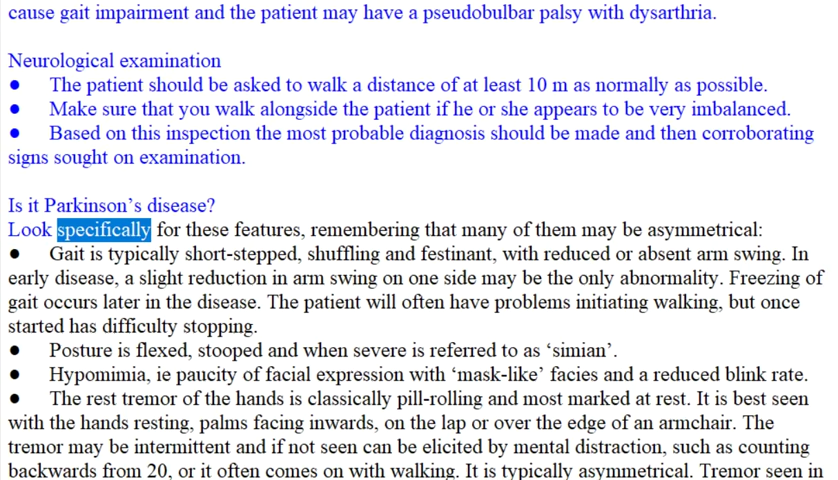 cause gait impairment and the patient may have a pseudobulbar palsy with dysarthria.
Neurological examination
● The patient should be asked to walk a distance of at least 10 m as normally as possible.
● Make sure that you walk alongside the patient if he or she appears to be very imbalanced.
● Based on this inspection the most probable diagnosis should be made and then corroborating
signs sought on examination.
Is it Parkinson’s disease?
Look specifically for these features, remembering that many of them may be asymmetrical:
● Gait is typically short-stepped, shuffling and festinant, with reduced or absent arm swing. In
early disease, a slight reduction in arm swing on one side may be the only abnormality. Freezing of
gait occurs later in the disease. The patient will often have problems initiating walking, but once
started has difficulty stopping.
● Posture is flexed, stooped and when severe is referred to as ‘simian’.
● Hypomimia, ie paucity of facial expression with ‘mask-like’ facies and a reduced blink rate.
● The rest tremor of the hands is classically pill-rolling and most marked at rest. It is best seen
with the hands resting, palms facing inwards, on the lap or over the edge of an armchair. The
tremor may be intermittent and if not seen can be elicited by mental distraction, such as counting
backwards from 20, or it often comes on with walking. It is typically asymmetrical. Tremor seen in